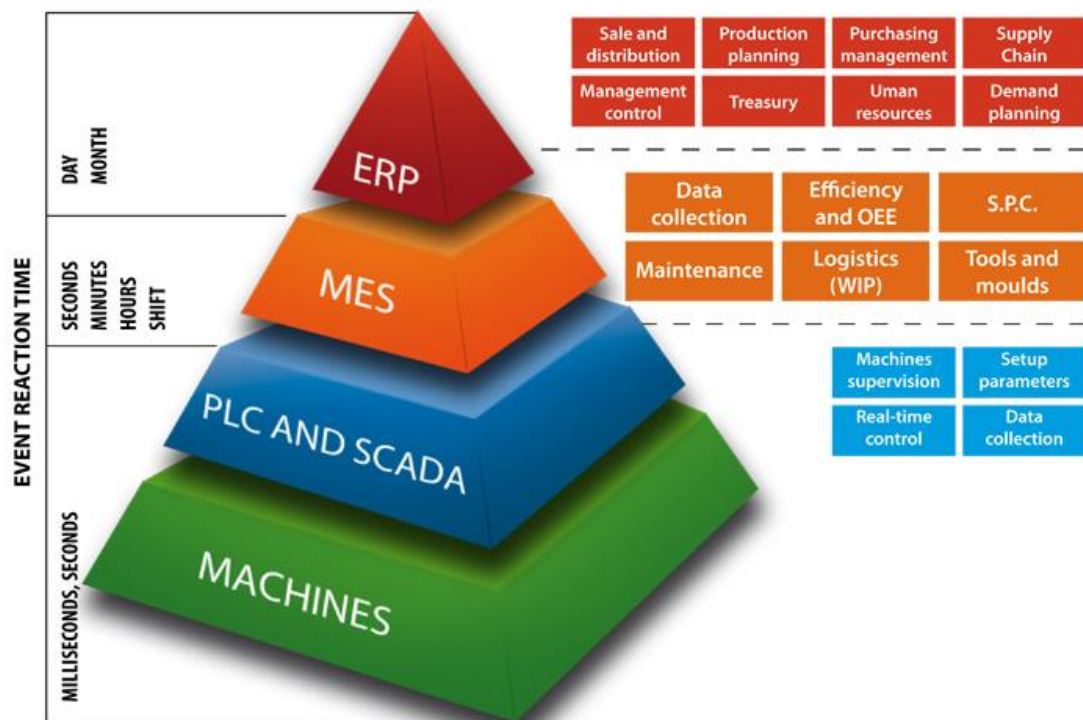 EVENT REACTION TIME
DAY
MONTH
SECONDS
MINUTES
HOURS
SHIFT
MILLISECONDS, SECONDS
ERP
MES
PLC AND SCADA
MACHINES
Sale and
distribution
Production
planning
Purchasing
management
Supply
Chain
Management
control
Treasury
Uman
resources
Demand
planning
Data
collection
Efficiency
and OEE
S.P.C.
Maintenance
Logistics
(WIP)
Tools and
moulds
Machines
supervision
Setup
parameters
Real-time
control
Data
collection